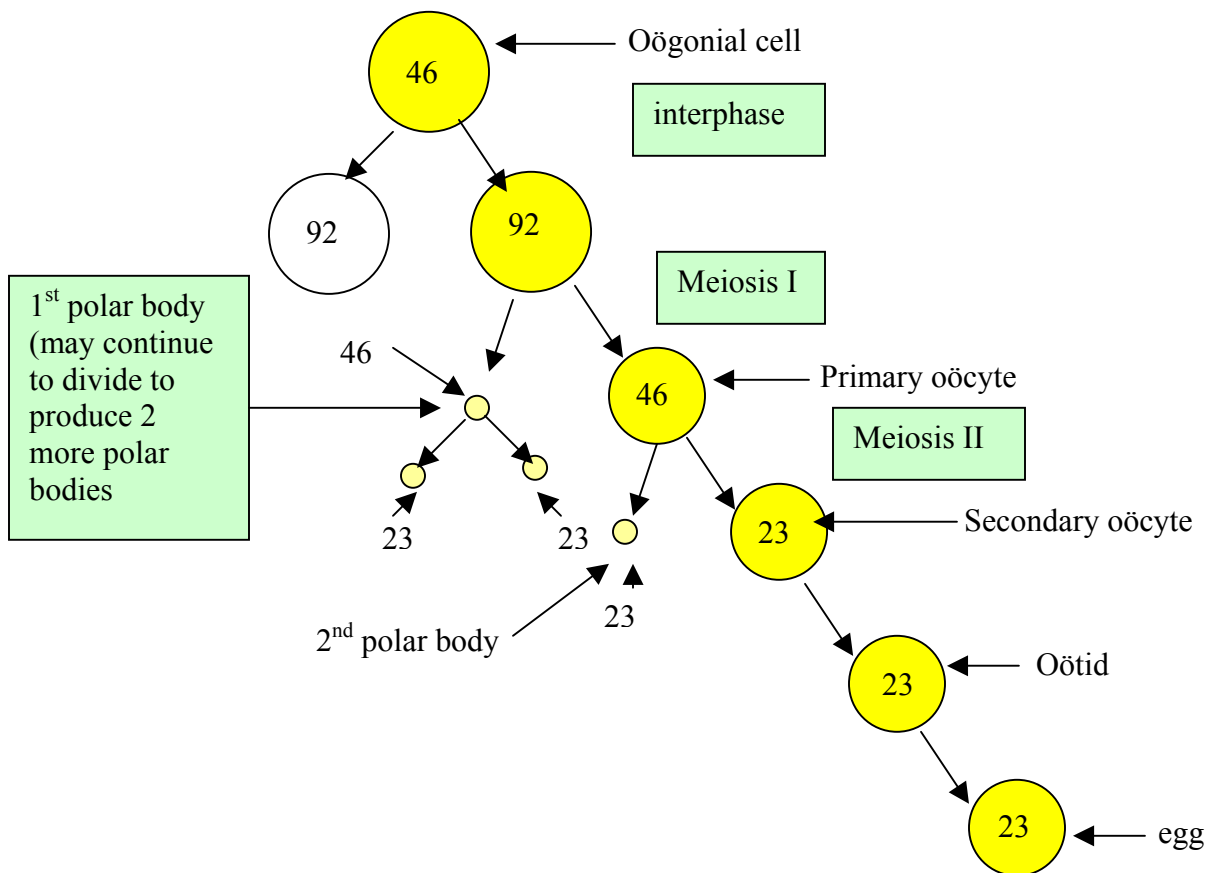 Oögonial cell
46
interphase
92
92
Meiosis I
1st polar body
(may continue
to divide to
produce 2
more polar
bodies
46
46
Primary oöcyte
Meiosis II
23
23
23
Secondary oöcyte
23
2nd polar body
23
Oötid
23
egg